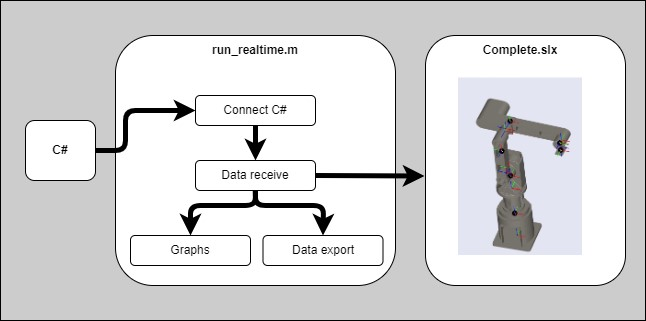 run_realtime.m
Complete.slx
Connect C#
C#
Data receive
Graphs
Data export